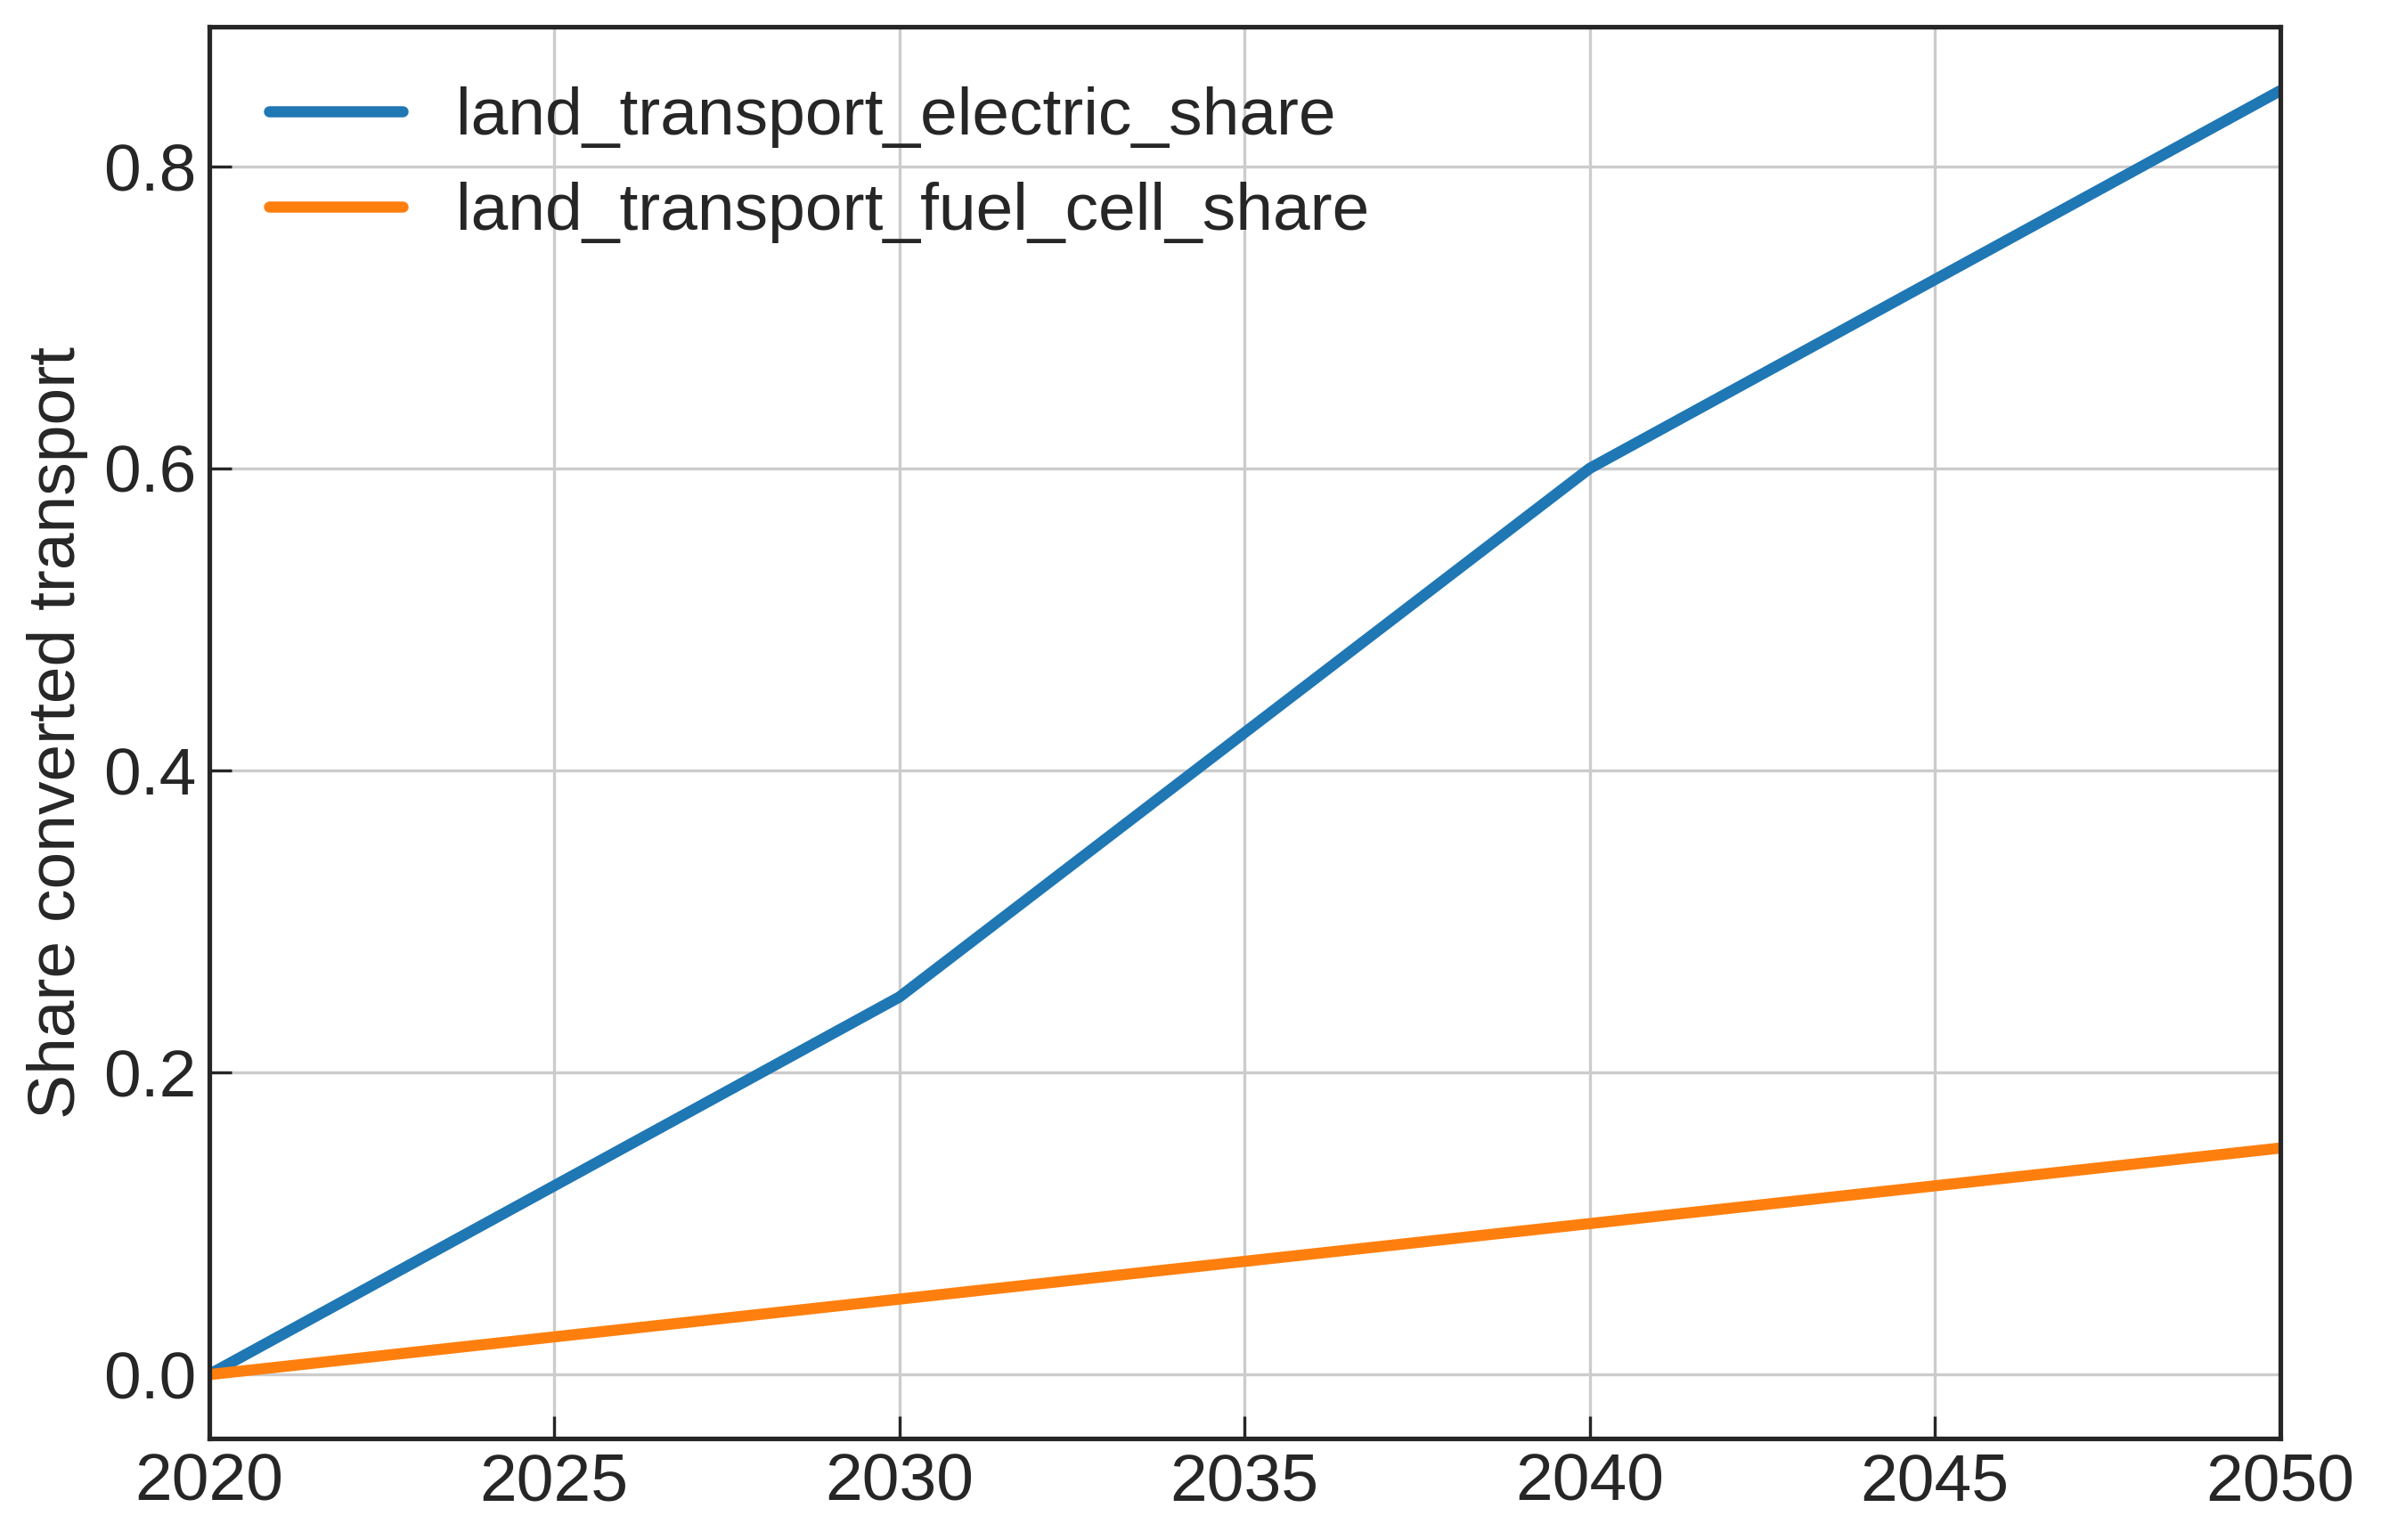 land_transport_electric_share
land_transport_fuel_cell_share
Share converted transport
0.8
0.6
0.4
0.2
0.0
2020 2025 2030 2035 2040 2045 2050